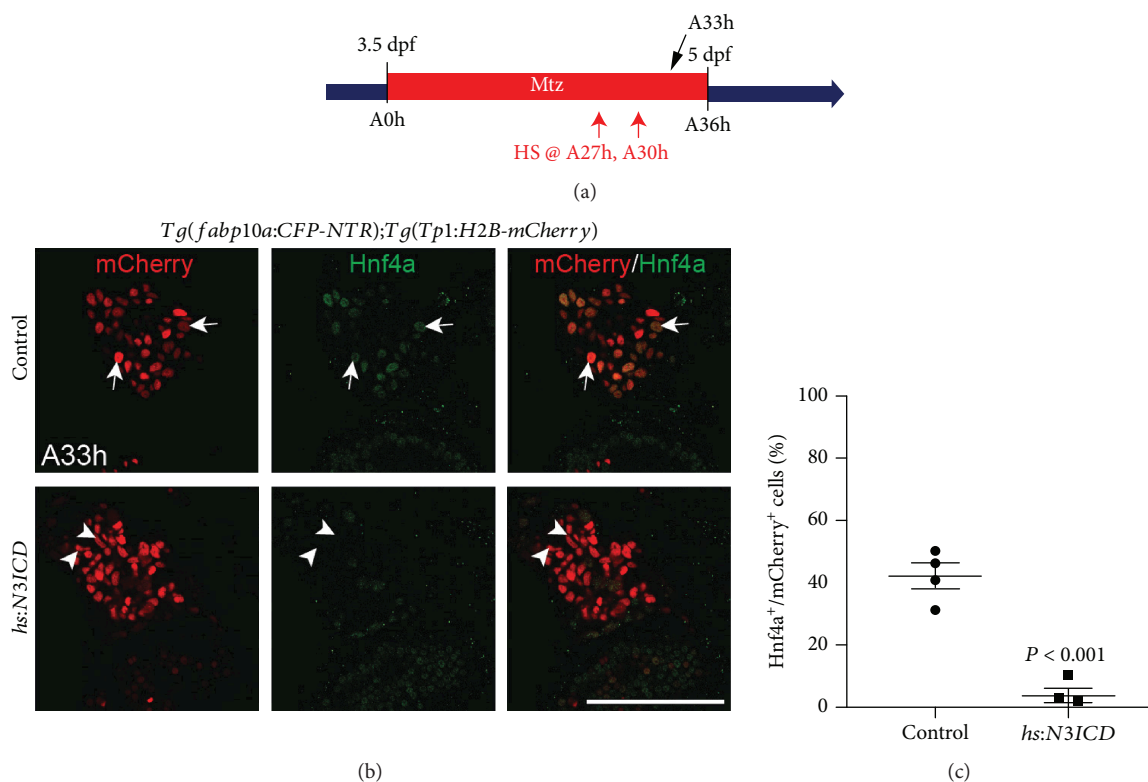 A33h
3.5 dpf
5 dpf
Mtz
A0h
A36h
HS @ A27h, A30h
(a)
Tg(fabp10a:CFP-NTR);Tg(Tp1:H2B-mCherry)
mCherry
Hnf4a
mCherry/Hnf4a
Control
A33h
hs:N3ICD
(b)
Hnf4a+/mCherry+ cells (%)
100
80
60
40
20
0
P < 0.001
Control
hs:N3ICD
(c)